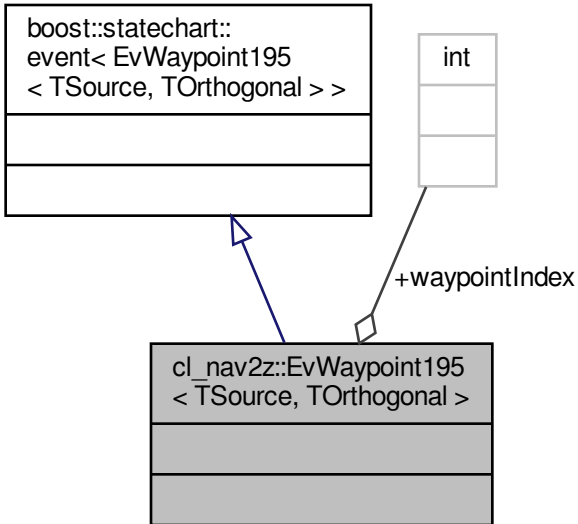 boost::statechart::
event< EvWaypoint195
< TSource, TOrthogonal > >
int
+waypointIndex
cl_nav2z::EvWaypoint195
< TSource, TOrthogonal >